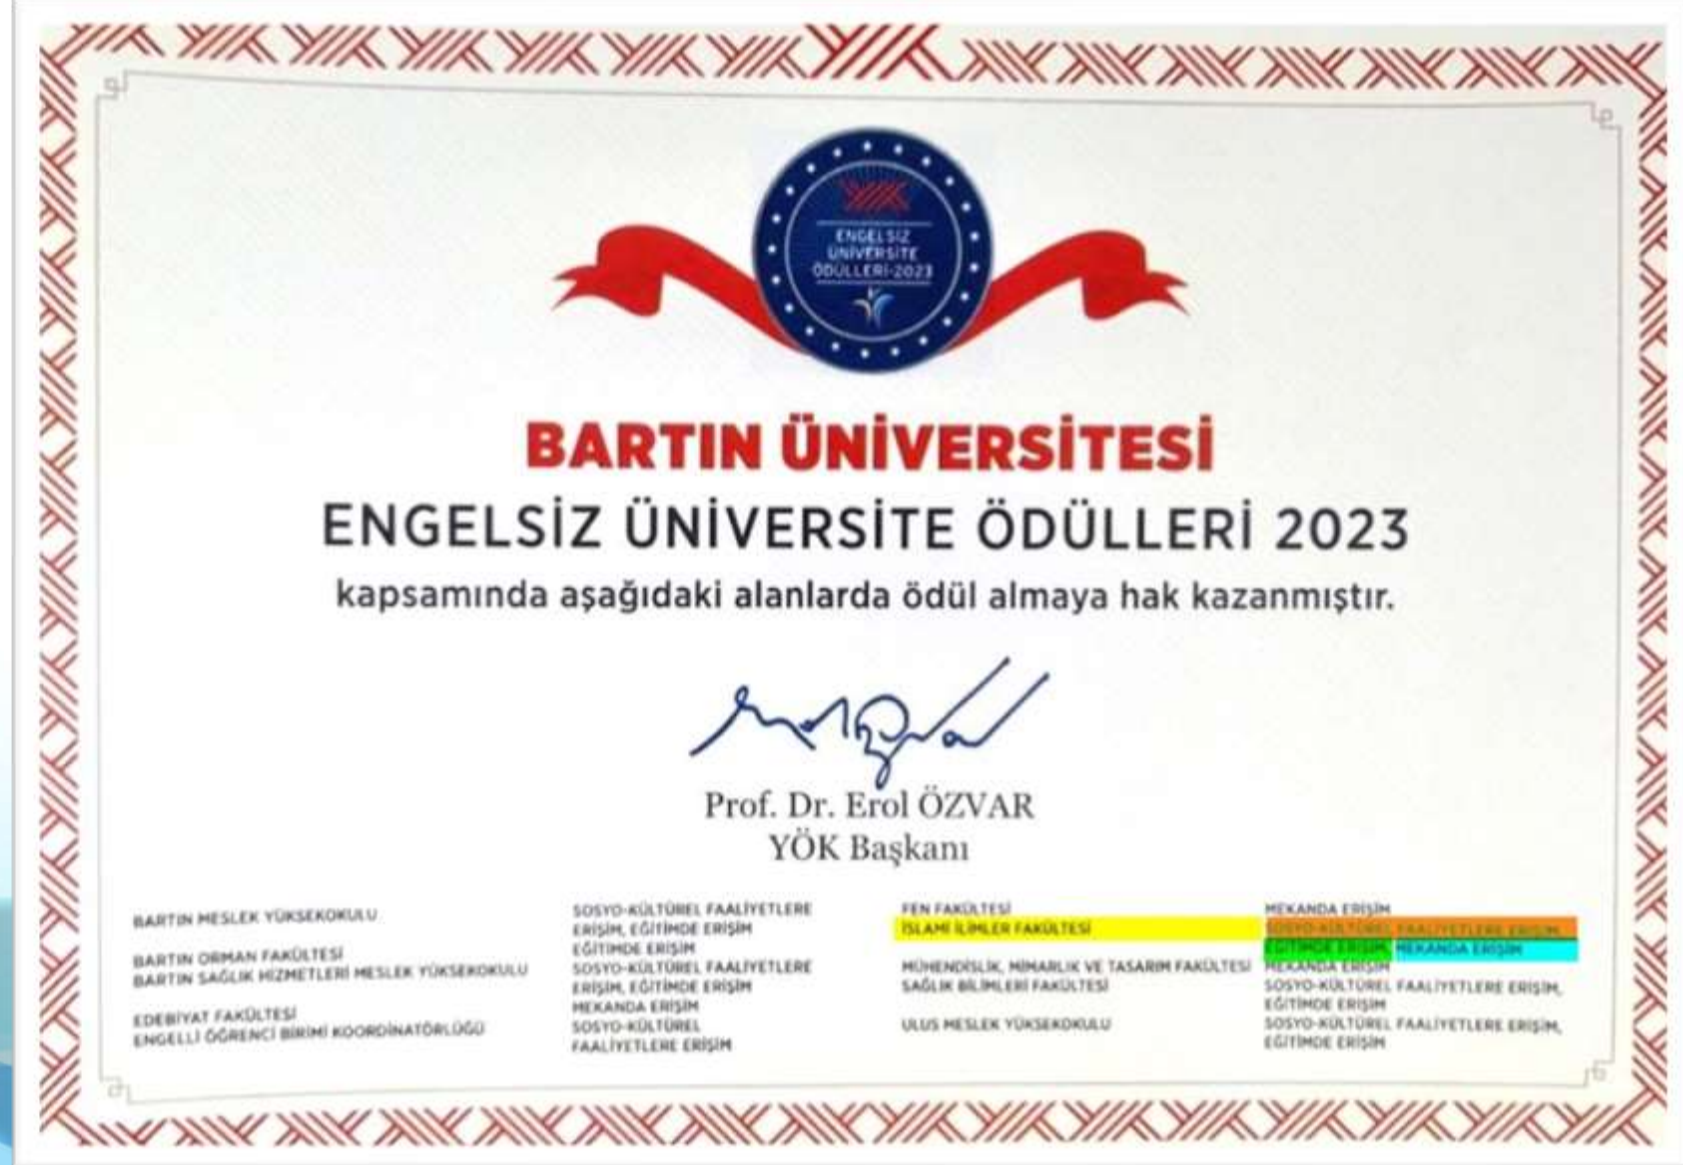 ENGELSİZ
ÜNİVERSİTE
ÖDÜLLERİ-2023
BARTIN ÜNİVERSİTESİ
ENGELSİZ ÜNİVERSİTE ÖDÜLLERİ 2023
kapsamında aşağıdaki alanlarda ödül almaya hak kazanmıştır.
Prof. Dr. Erol ÖZVAR
YÖK Başkanı
BARTIN MESLEK YÜKSEKOKULU
SOSYO-KÜLTÜREL FAALİYETLERE
ERİŞİM, EĞİTİMDE ERİŞİM
BARTIN ORMAN FAKÜLTESİ
EĞİTİMDE ERİŞİM
BARTIN SAĞLIK HİZMETLERİ MESLEK YÜKSEKOKULU
SOSYO-KÜLTÜREL FAALİYETLERE
ERİŞİM, EĞİTİMDE ERİŞİM
EDEBİYAT FAKÜLTESİ
MEKANDA ERİŞİM
ENGELLİ ÖĞRENCİ BİRİMİ KOORDİNATÖRLÜĞÜ
SOSYO-KÜLTÜREL
FAALİYETLERE ERİŞİM
FEN FAKÜLTESİ
MEKANDA ERİŞİM
İSLAMİ İLİMLER FAKÜLTESİ
SOSYO-KÜLTÜREL FAALİYETLERE ERİŞİM,
EĞİTİMDE ERİŞİM, MEKANDA ERİŞİM
MÜHENDİSLİK, MİMARLIK VE TASARIM FAKÜLTESİ
MEKANDA ERİŞİM
SAĞLIK BİLİMLERİ FAKÜLTESİ
SOSYO-KÜLTÜREL FAALİYETLERE ERİŞİM,
EĞİTİMDE ERİŞİM
ULUS MESLEK YÜKSEKOKULU
SOSYO-KÜLTÜREL FAALİYETLERE ERİŞİM,
EĞİTİMDE ERİŞİM